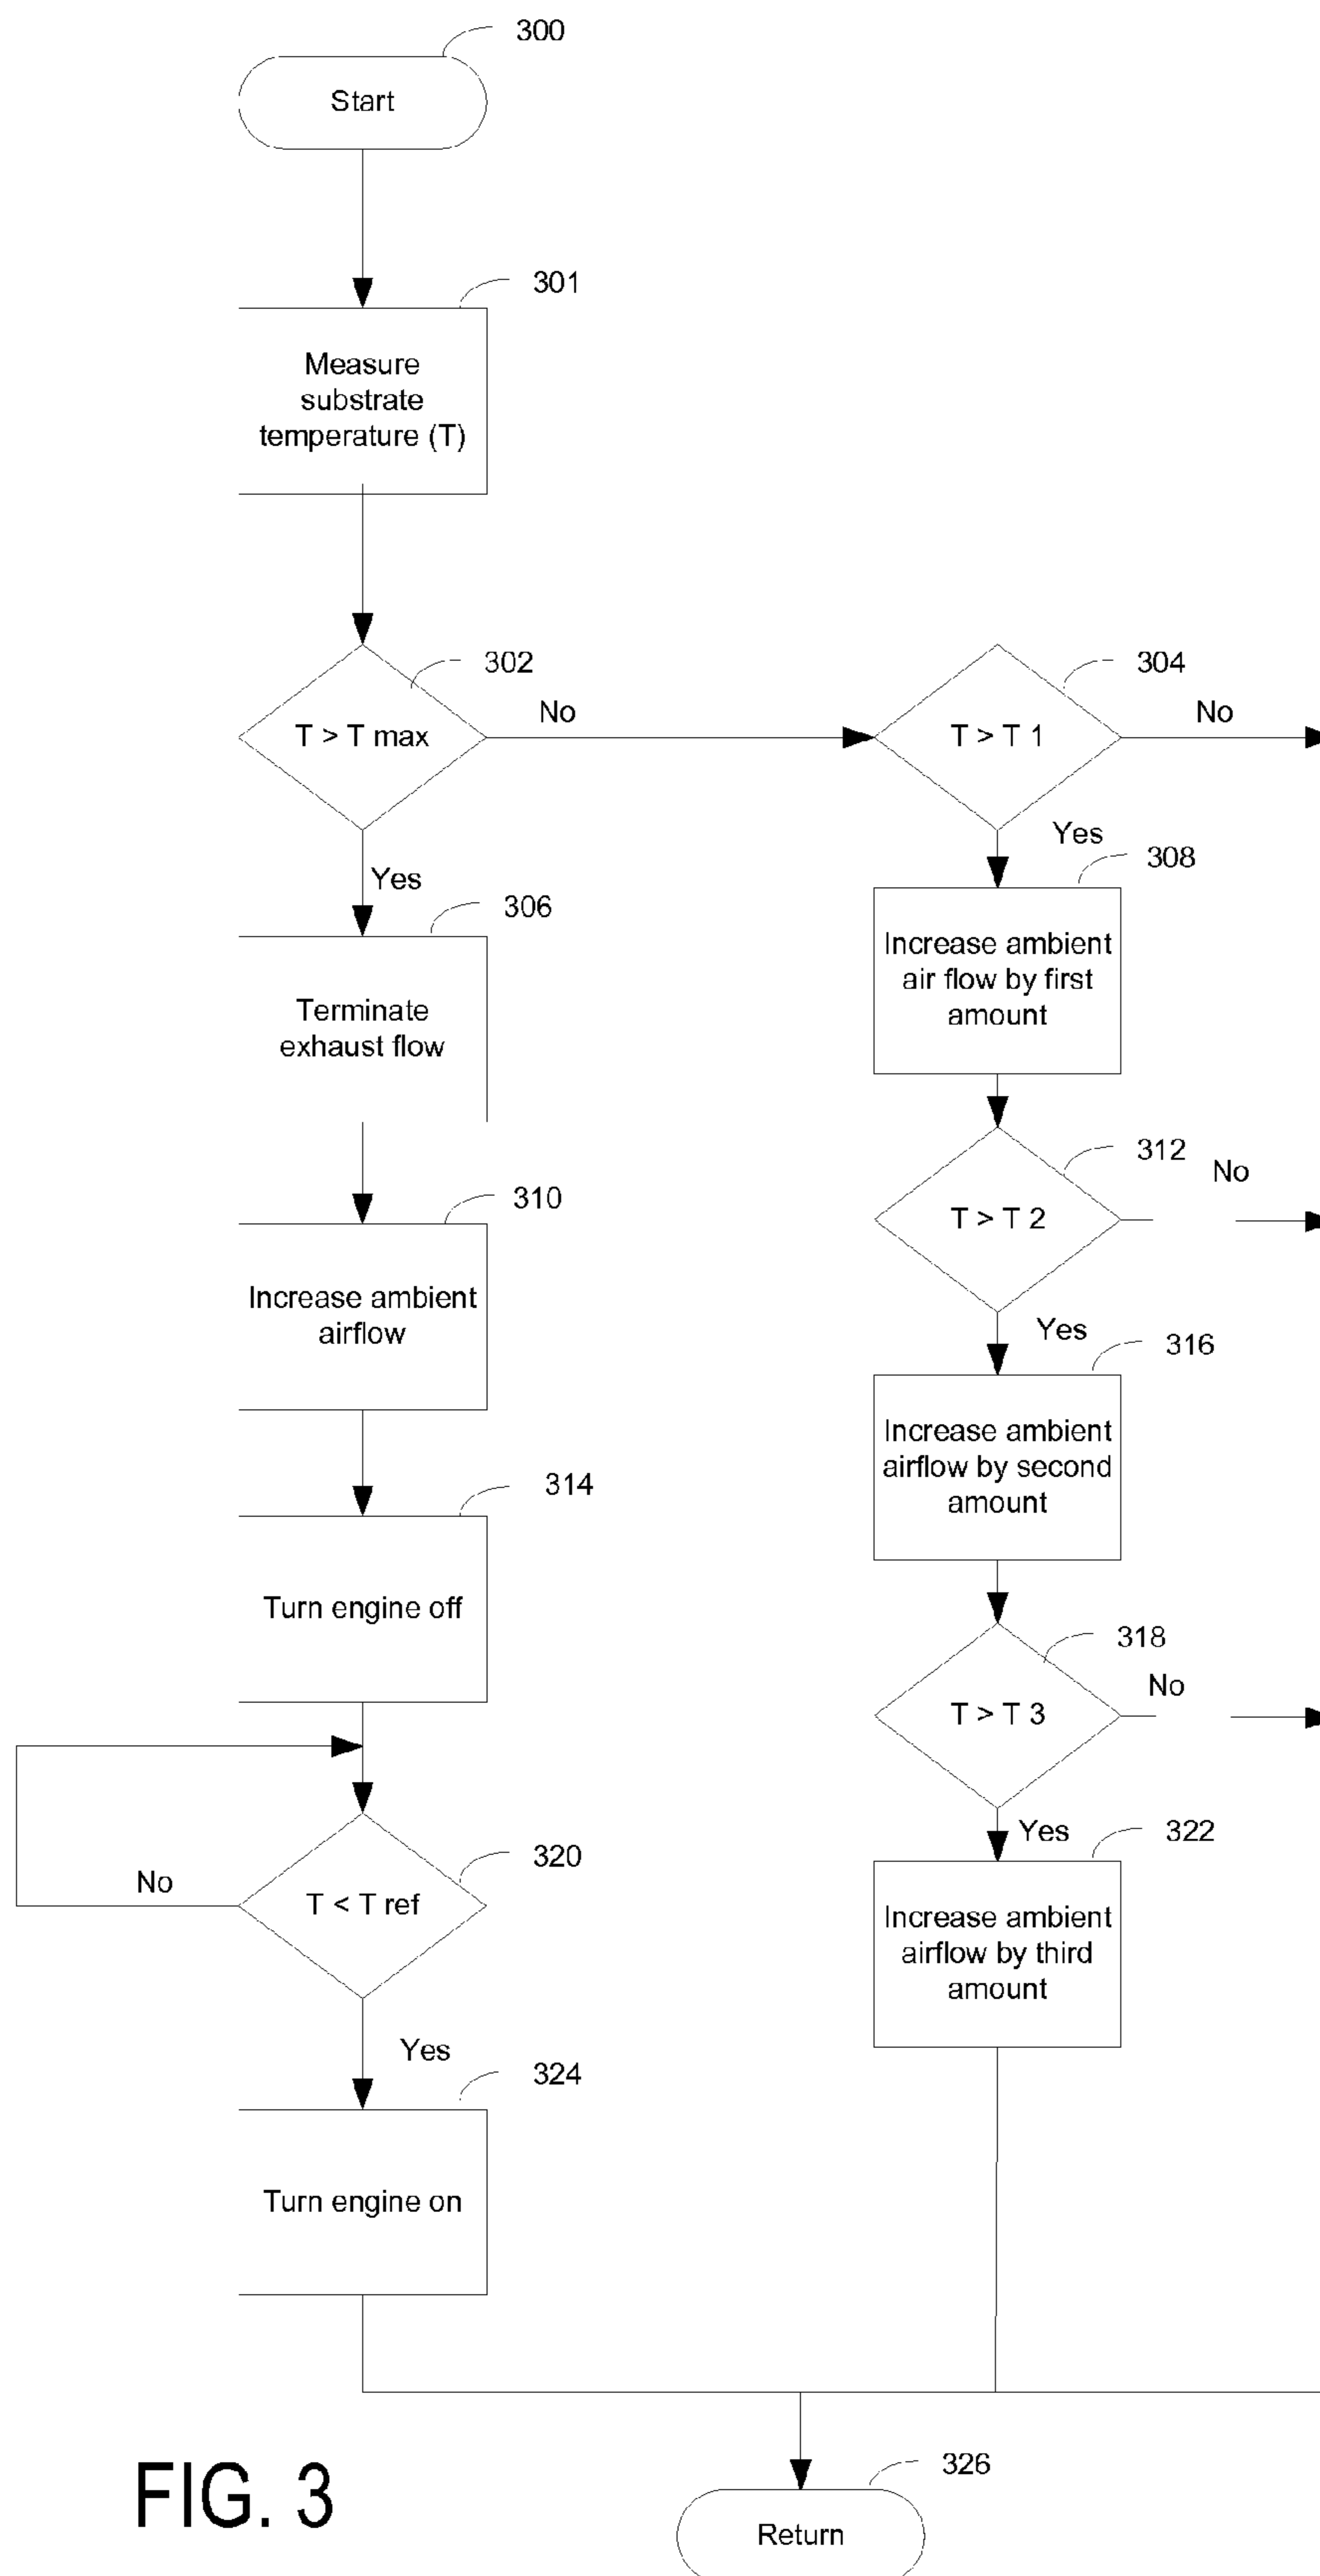 300
Start
301
Measure
substrate
temperature (T)
302
T > T max
No
Yes
304
T > T 1
No
Yes
306
Terminate
exhaust flow
308
Increase ambient
air flow by first
amount
310
Increase ambient
airflow
312
T > T 2
No
Yes
314
Turn engine off
316
Increase ambient
airflow by second
amount
318
T > T 3
No
Yes
320
T < T ref
No
Yes
322
Increase ambient
airflow by third
amount
324
Turn engine on
326
Return
FIG. 3